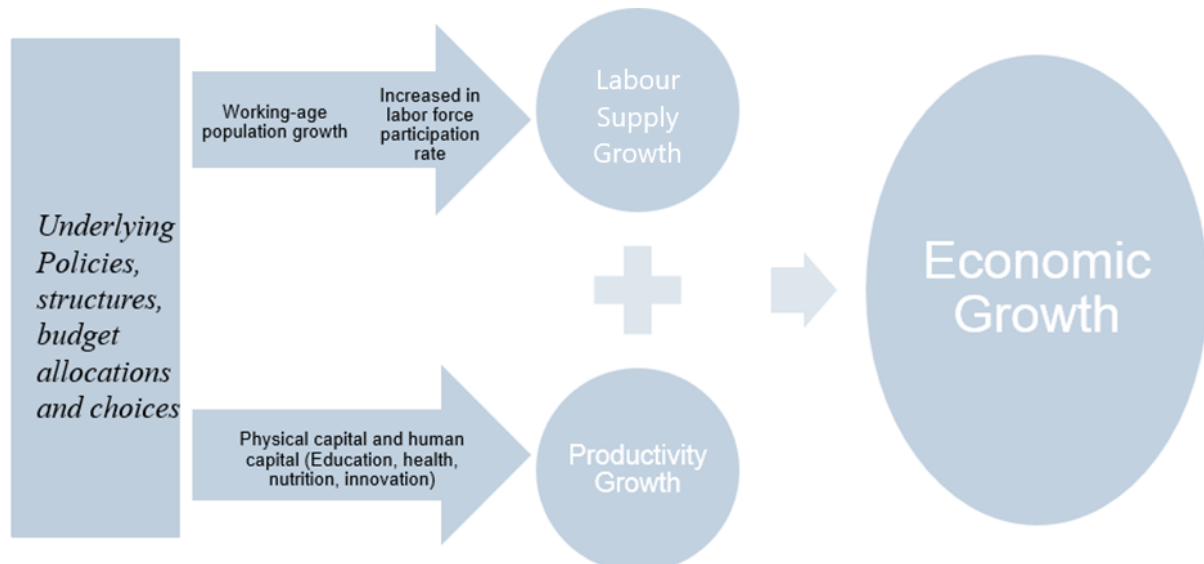 Underlying
Policies,
structures,
budget
allocations
and choices
Working-age
population growth
Increased in
labor force
participation
rate
Labour
Supply
Growth
Physical capital and human
capital (Education, health,
nutrition, innovation)
Productivity
Growth
Economic
Growth